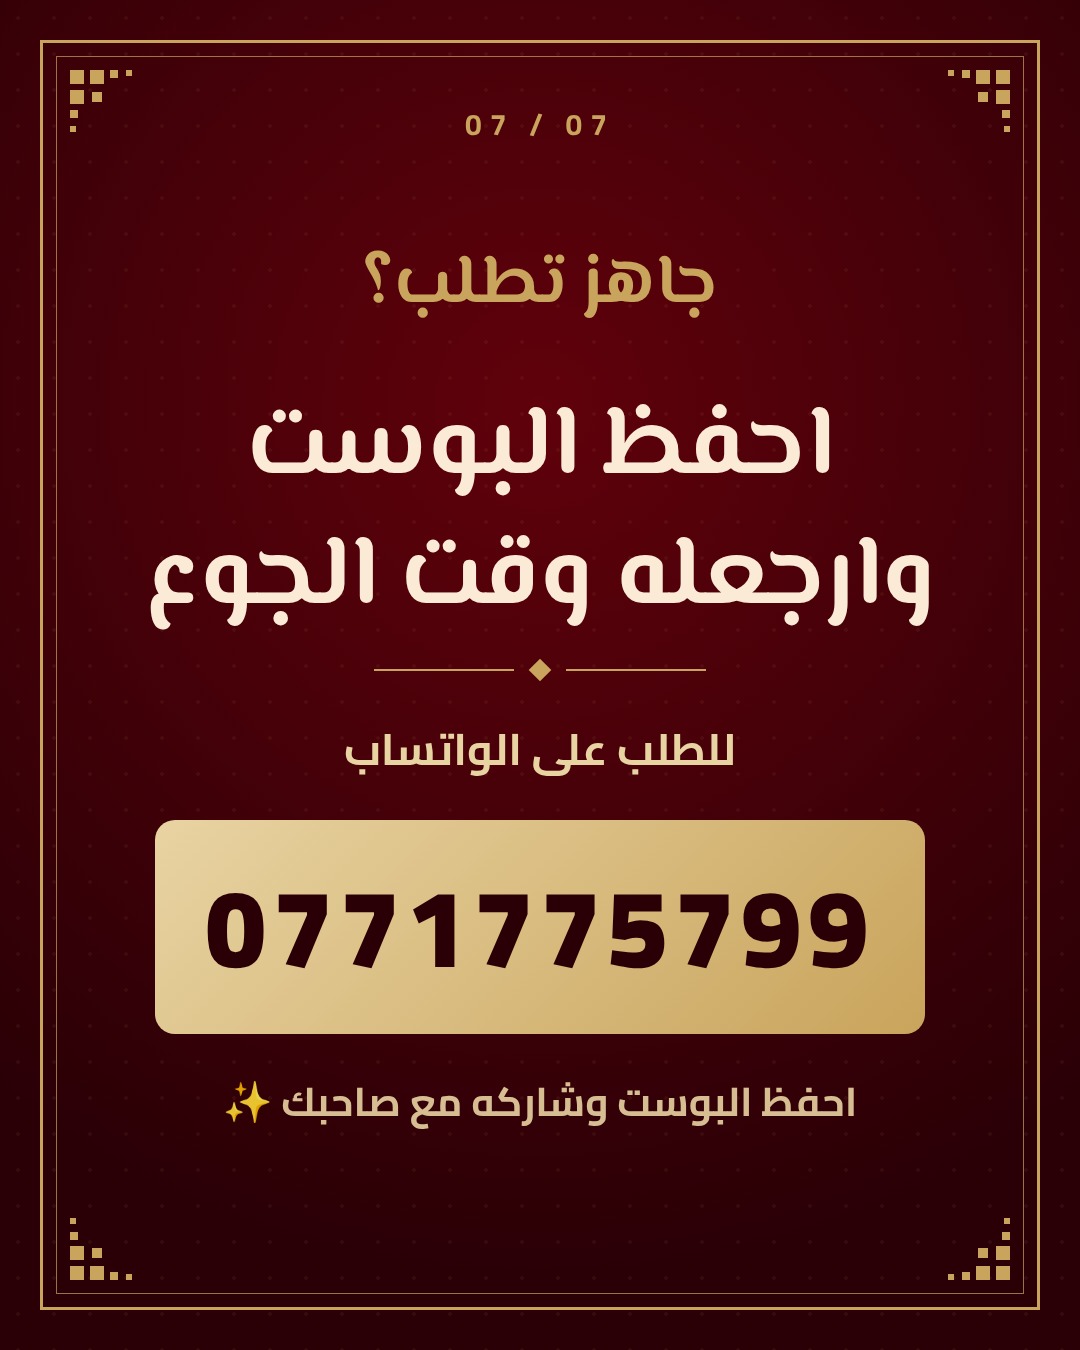 07 / 07
جاهز تطلب؟
احفظ البوست
وارجعله وقت الجوع
للطلب على الواتساب
0771775799
احفظ البوست وشاركه مع صاحبك ✨